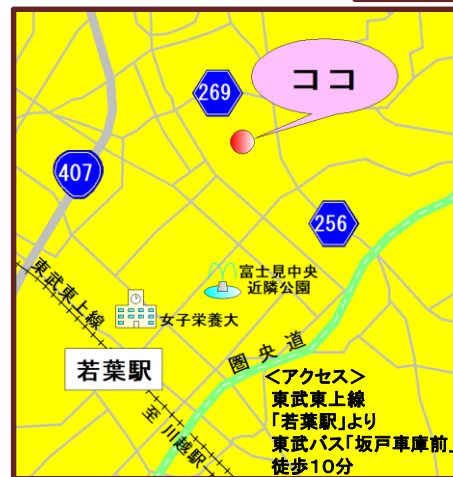 ココ
269
407
256
富士見中央
近隣公園
東武東上線
女子栄養大
圏央道
若葉駅
至 川越駅
＜アクセス＞
東武東上線
「若葉駅」より
東武バス「坂戸車庫前」
徒歩１０分